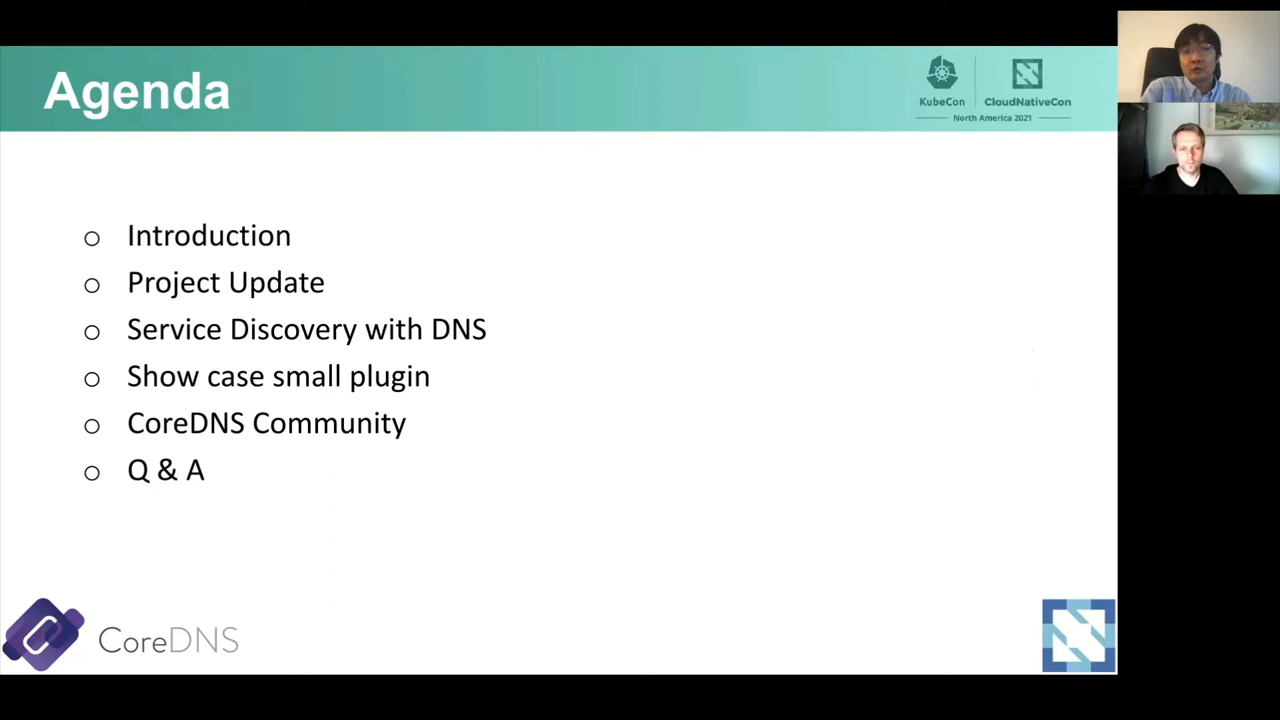 Agenda
KubeCon
CloudNativeCon
North America 2021
Introduction
Project Update
Service Discovery with DNS
Show case small plugin
CoreDNS Community
Q & A
CoreDNS